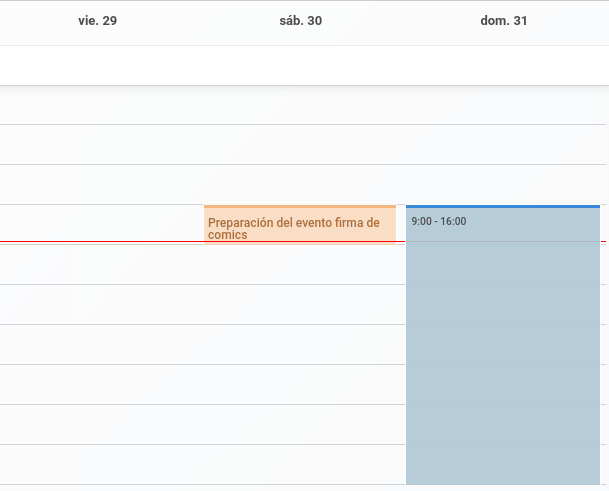 vie. 29
sáb. 30
dom. 31
Preparación del evento firma de
comics
9:00 - 16:00